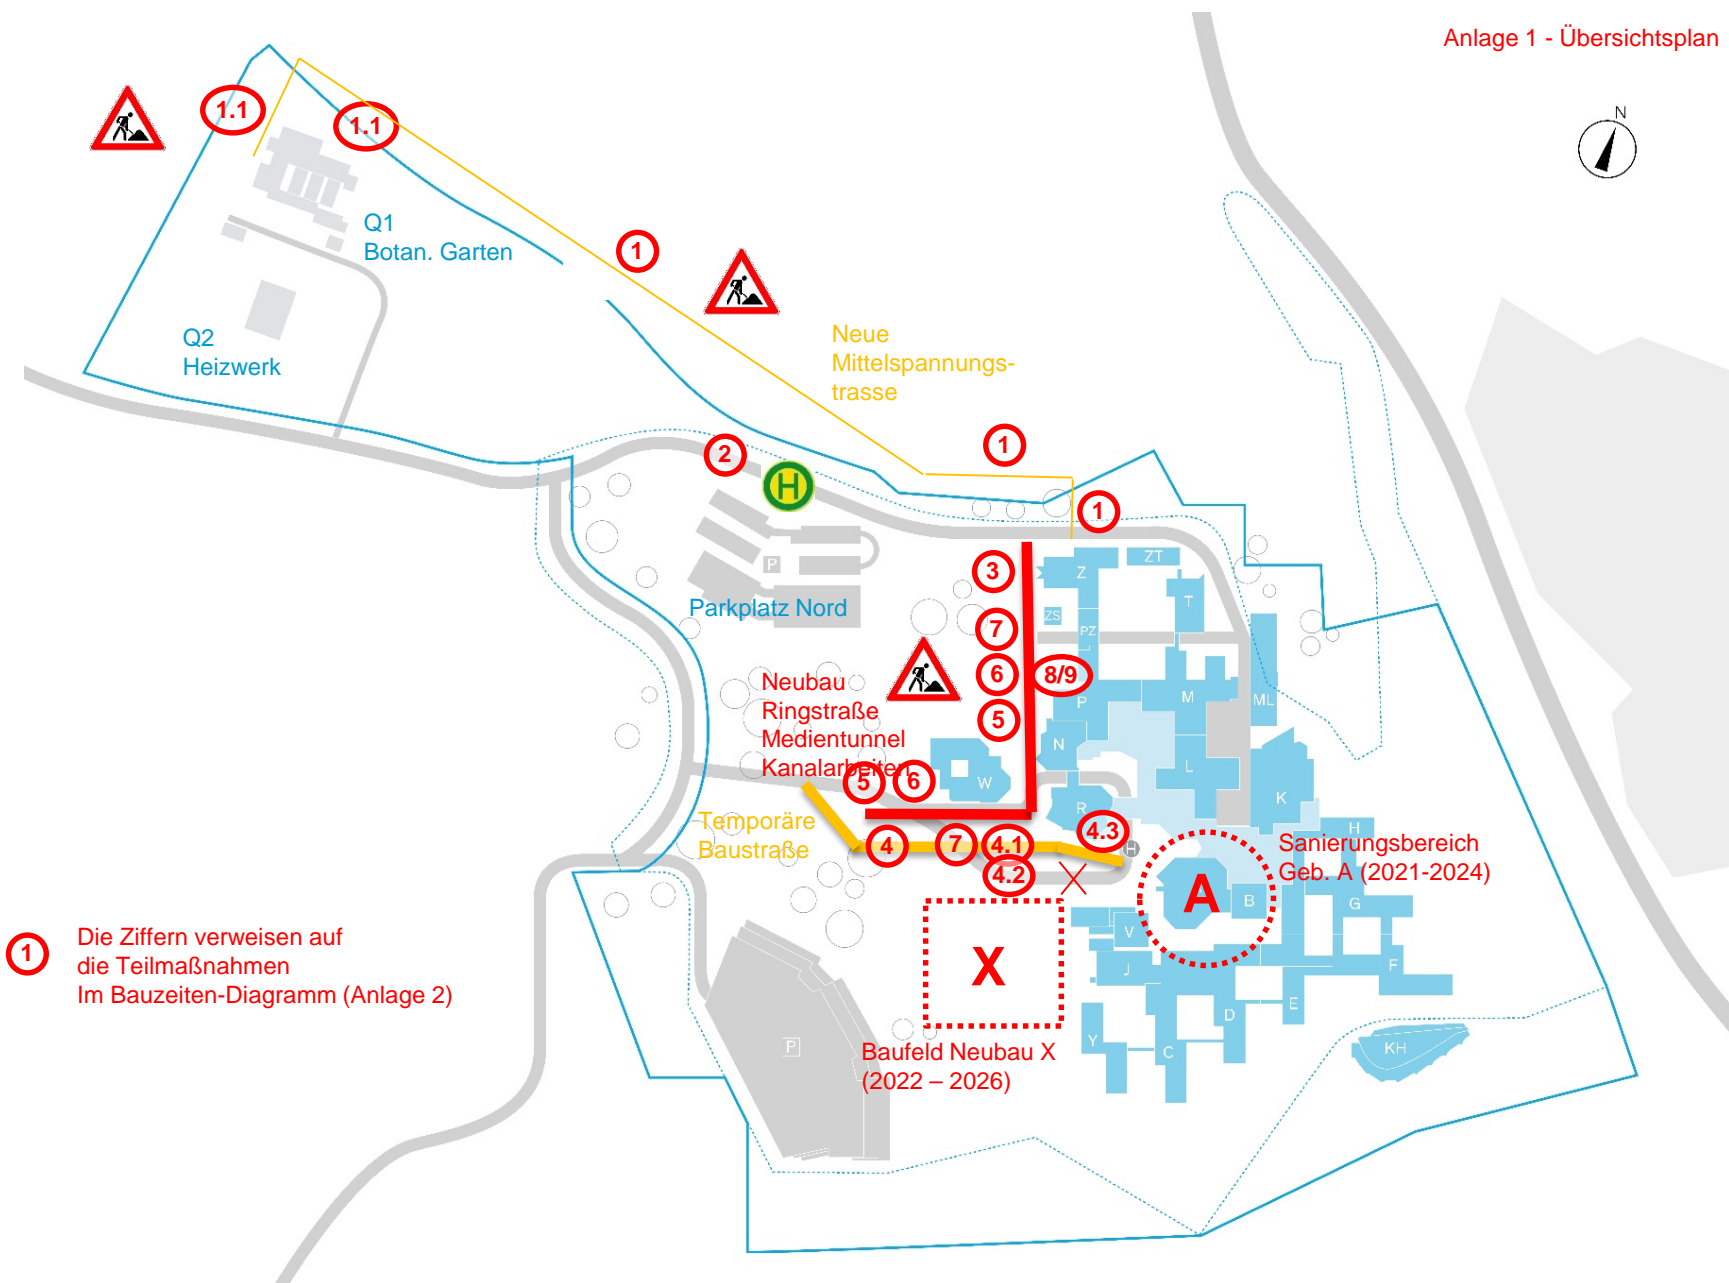 Anlage 1 - Übersichtsplan
N
1.1
1.1
Q1
Botan. Garten
1
Q2
Heizwerk
Neue
Mittelspannungs-
trasse
2
H
1
1
P
Parkplatz Nord
3
Z
ZT
T
ZS
PZ
7
6
8/9
5
P
M
ML
N
L
K
W
R
Neubau
Ringstraße
Medientunnel
Kanalarbeiten
5
6
Temporäre
Baustraße
4
7
4.1
4.2
4.3
H
H
Sanierungsbereich
Geb. A (2021-2024)
A
B
G
V
J
F
E
D
Y
C
KH
X
Baufeld Neubau X
(2022 – 2026)
P
1
Die Ziffern verweisen auf
die Teilmaßnahmen
Im Bauzeiten-Diagramm (Anlage 2)